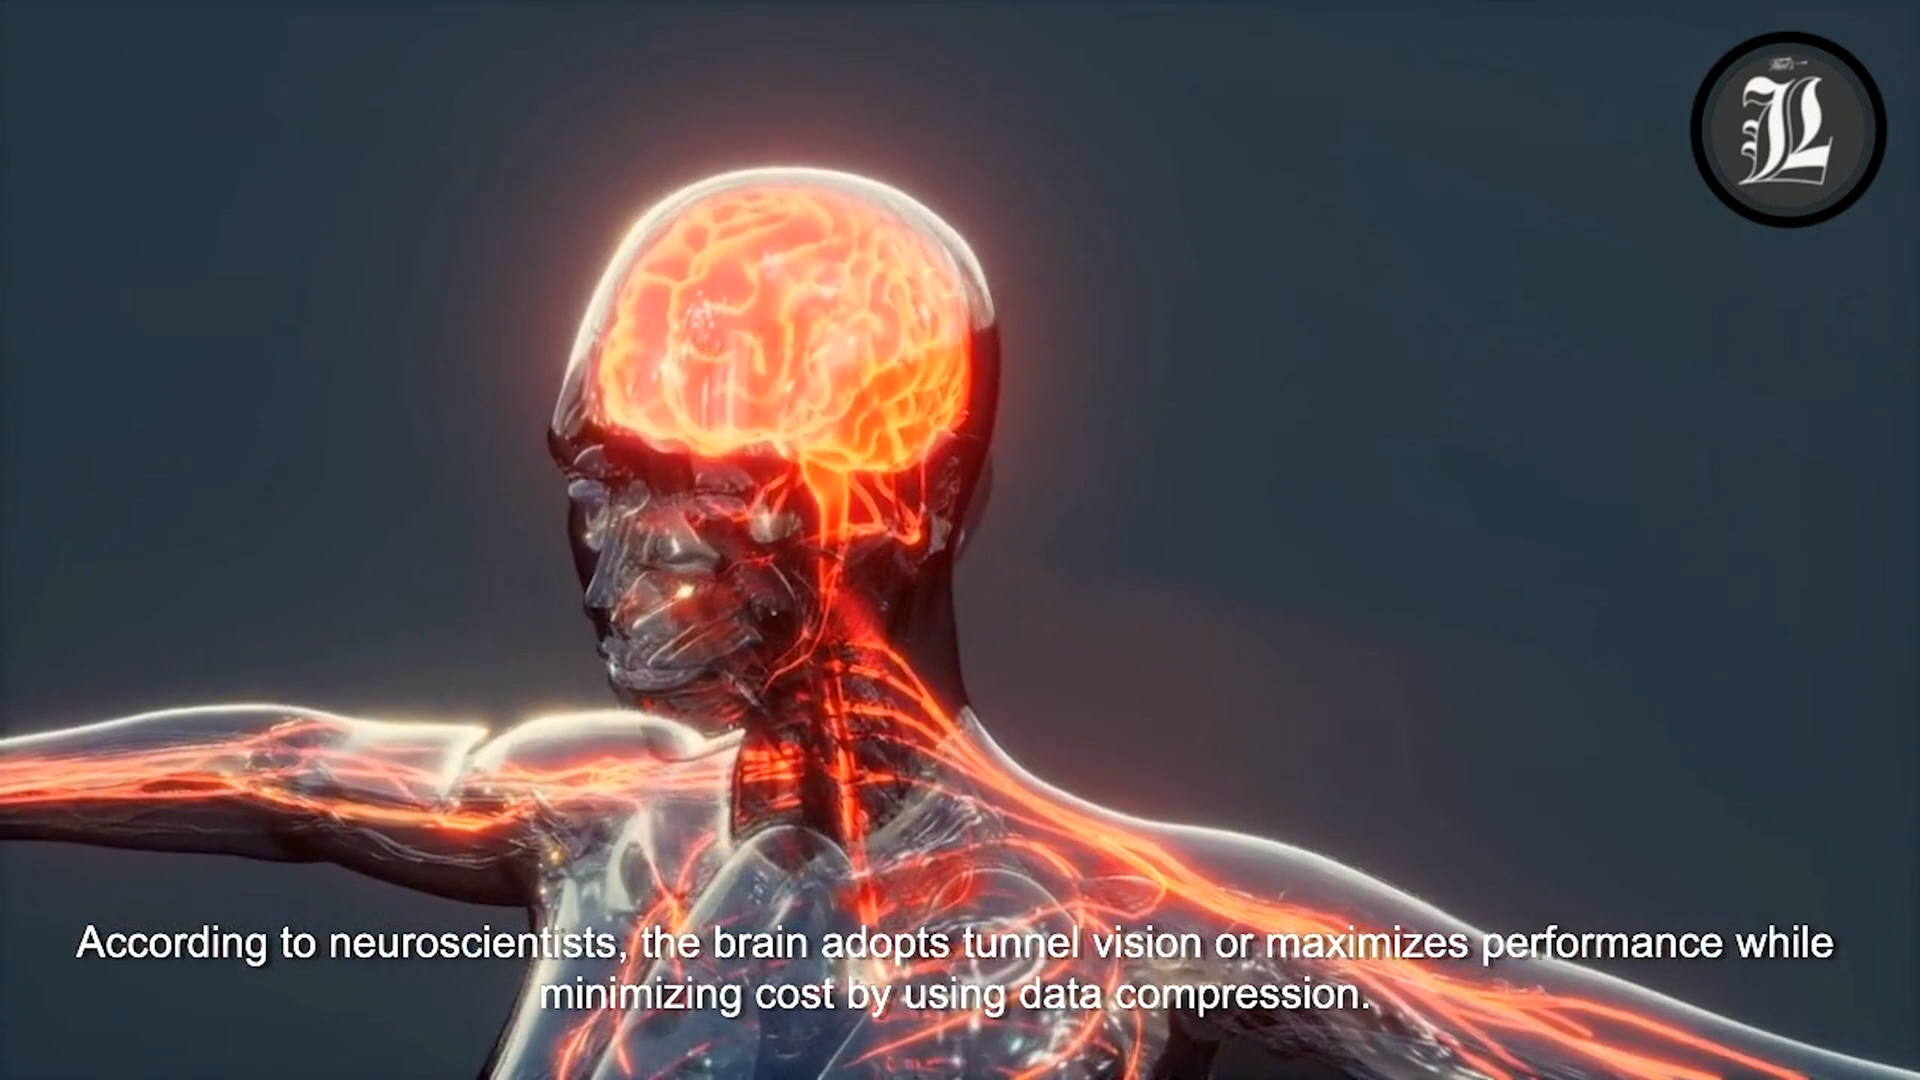 L
According to neuroscientists, the brain adopts tunnel vision or maximizes performance while
minimizing cost by using data compression.